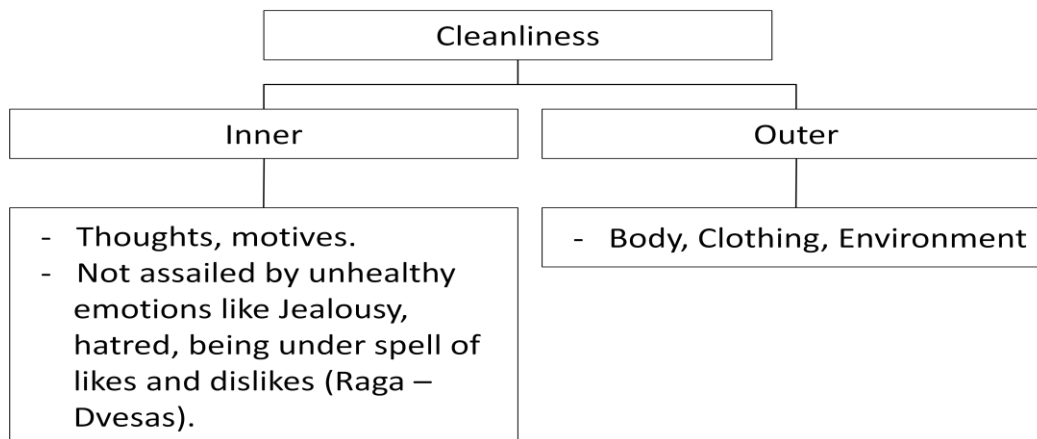 Cleanliness
Inner
Outer
- Thoughts, motives.
- Not assailed by unhealthy
emotions like Jealousy,
hatred, being under spell of
likes and dislikes (Raga –
Dvesas).
- Body, Clothing, Environment